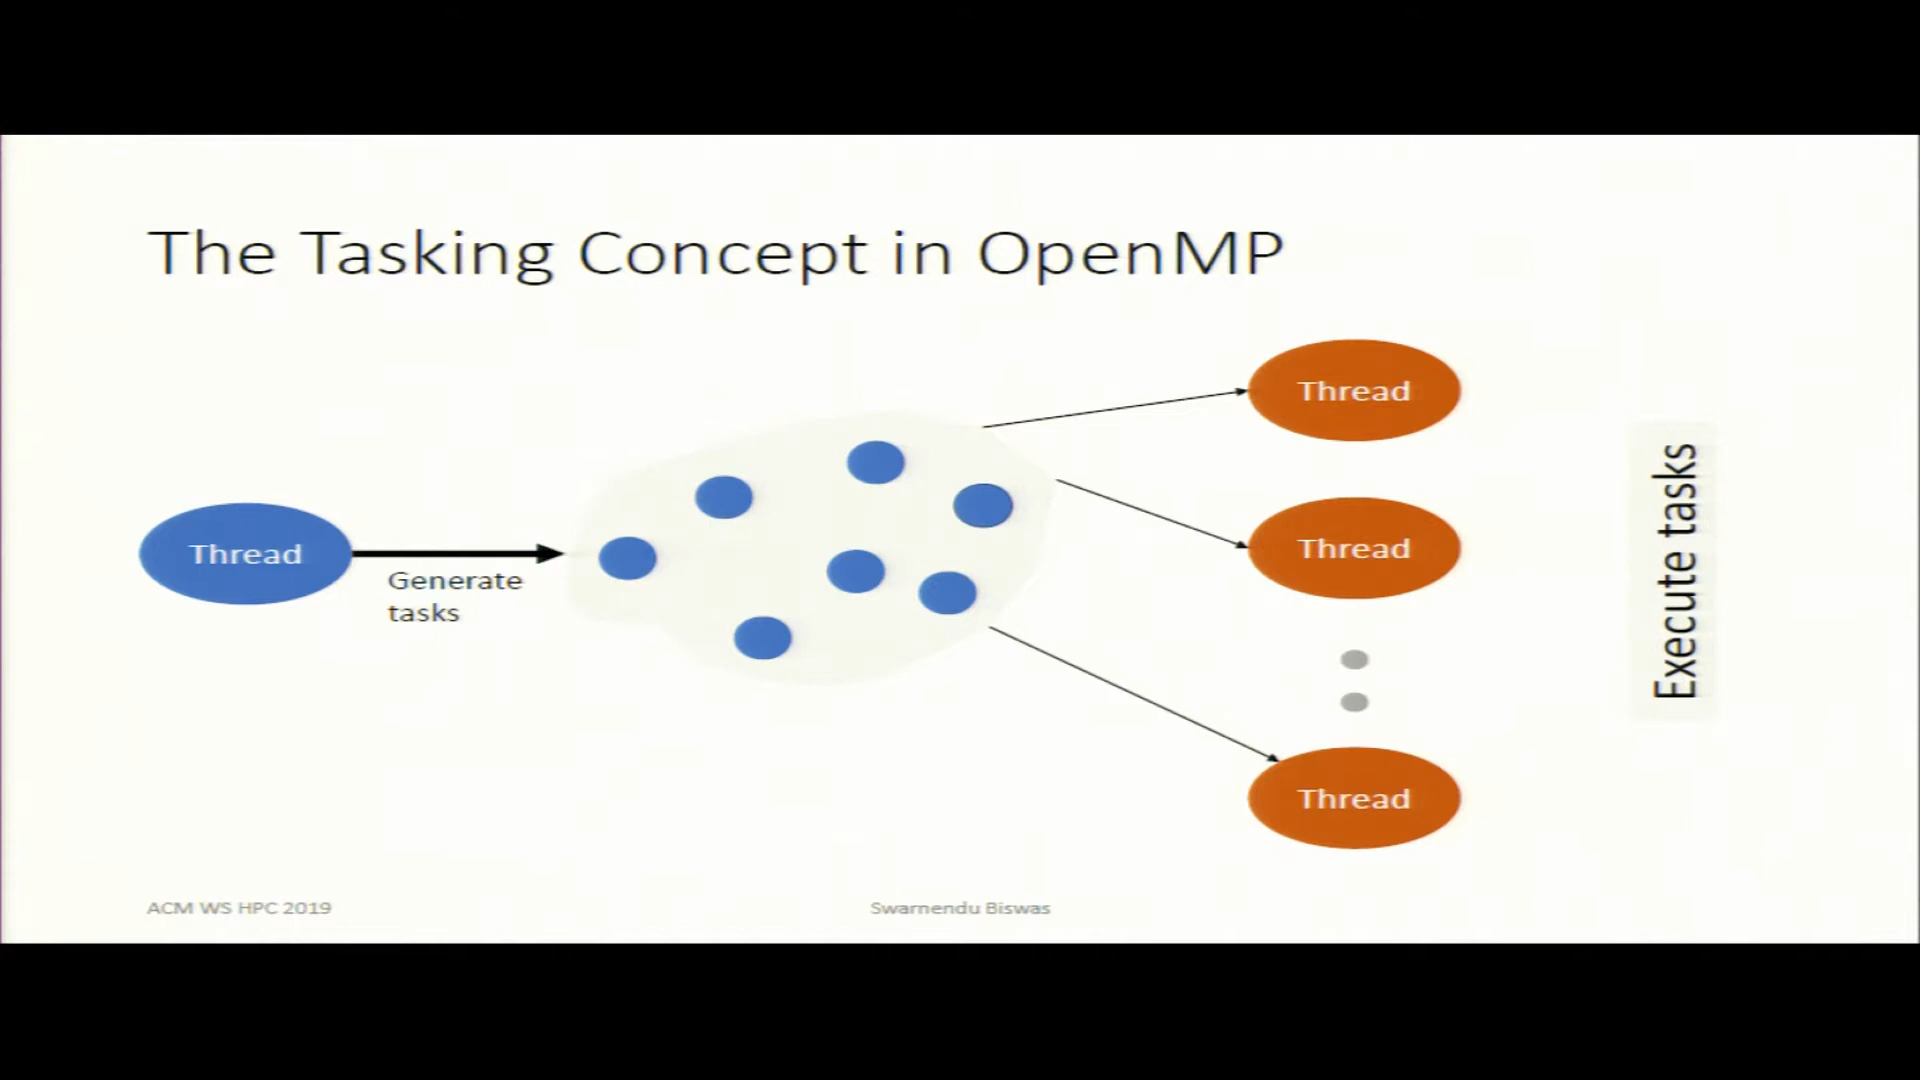 The Tasking Concept in OpenMP
Thread
Generate
tasks
Thread
Thread
Thread
Execute tasks
ACM WS HPC 2019
Swarnendu Biswas